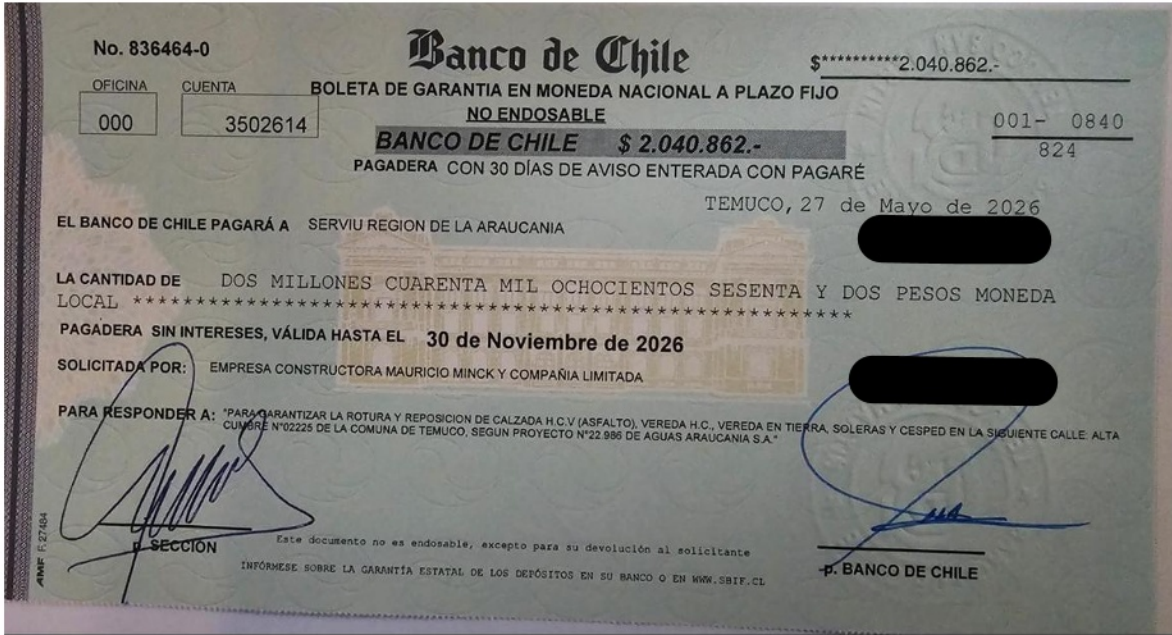 No. 836464-0
Banco de Chile
$**********2.040.862.-
OFICINA CUENTA
BOLETA DE GARANTIA EN MONEDA NACIONAL A PLAZO FIJO
000 3502614
NO ENDOSABLE
001- 0840
BANCO DE CHILE $ 2.040.862.-
824
PAGADERA CON 30 DÍAS DE AVISO ENTERADA CON PAGARÉ
TEMUCO, 27 de Mayo de 2026
EL BANCO DE CHILE PAGARÁ A SERVIU REGION DE LA ARAUCANIA
LA CANTIDAD DE DOS MILLONES CUARENTA MIL OCHOCIENTOS SESENTA Y DOS PESOS MONEDA
LOCAL *********************************************************
PAGADERA SIN INTERESES, VÁLIDA HASTA EL 30 de Noviembre de 2026
SOLICITADA POR: EMPRESA CONSTRUCTORA MAURICIO MINCK Y COMPAÑIA LIMITADA
PARA RESPONDER A: "PARA GARANTIZAR LA ROTURA Y REPOSICION DE CALZADA H.C.V (ASFALTO), VEREDA H.C., VEREDA EN TIERRA, SOLERAS Y CESPED EN LA SIGUIENTE CALLE: ALTA
CUMBRE N°02225 DE LA COMUNA DE TEMUCO, SEGUN PROYECTO N°22.986 DE AGUAS ARAUCANIA S.A."
p. SECCIÓN
Este documento no es endosable, excepto para su devolución al solicitante
INFÓRMESE SOBRE LA GARANTÍA ESTATAL DE LOS DEPÓSITOS EN SU BANCO O EN WWW.SBIF.CL
p. BANCO DE CHILE
AMF F. 27484